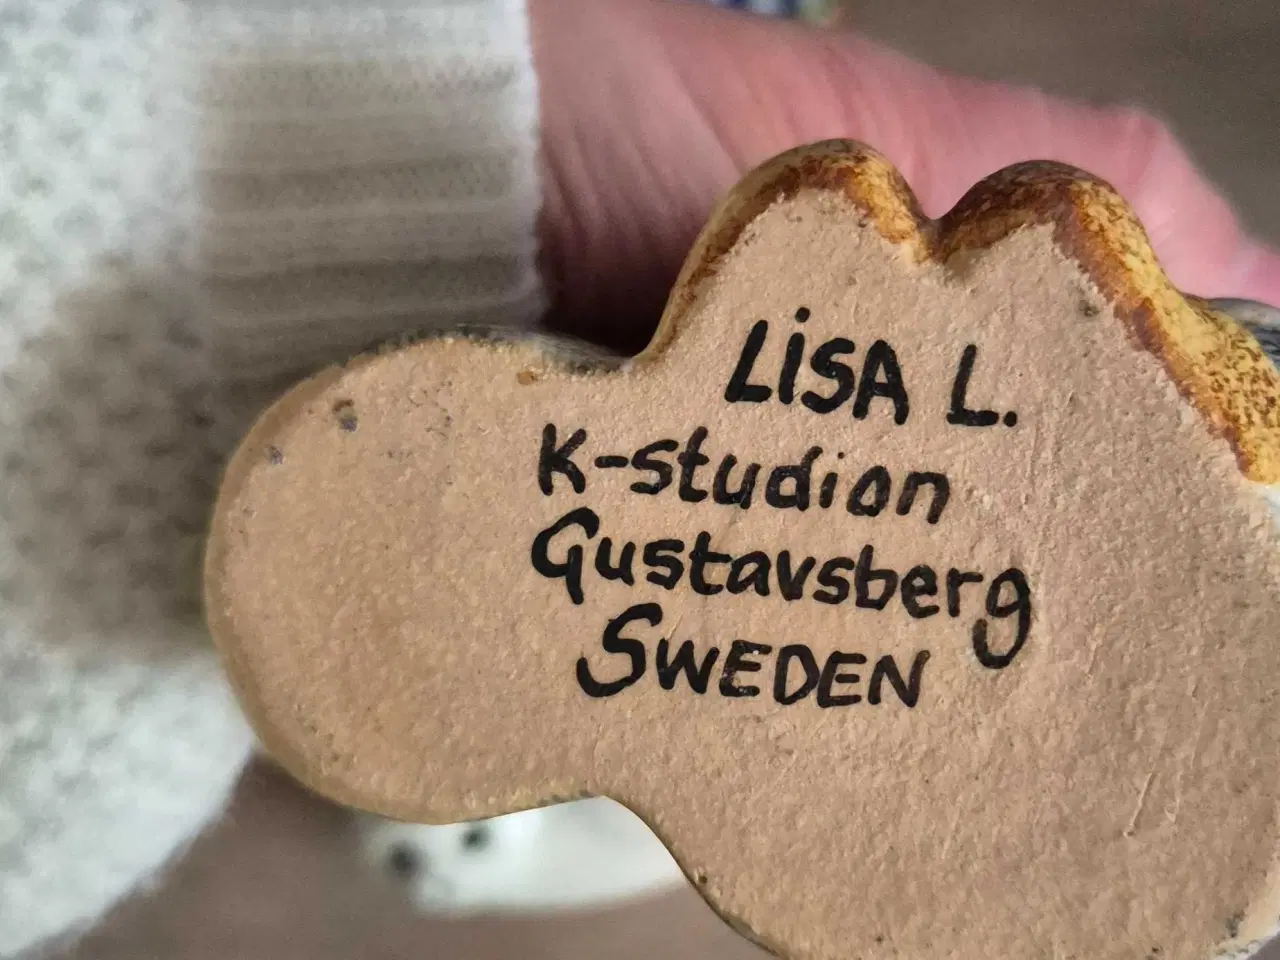 LiSA L.
K-studion
Gustavsberg
SWEDEN